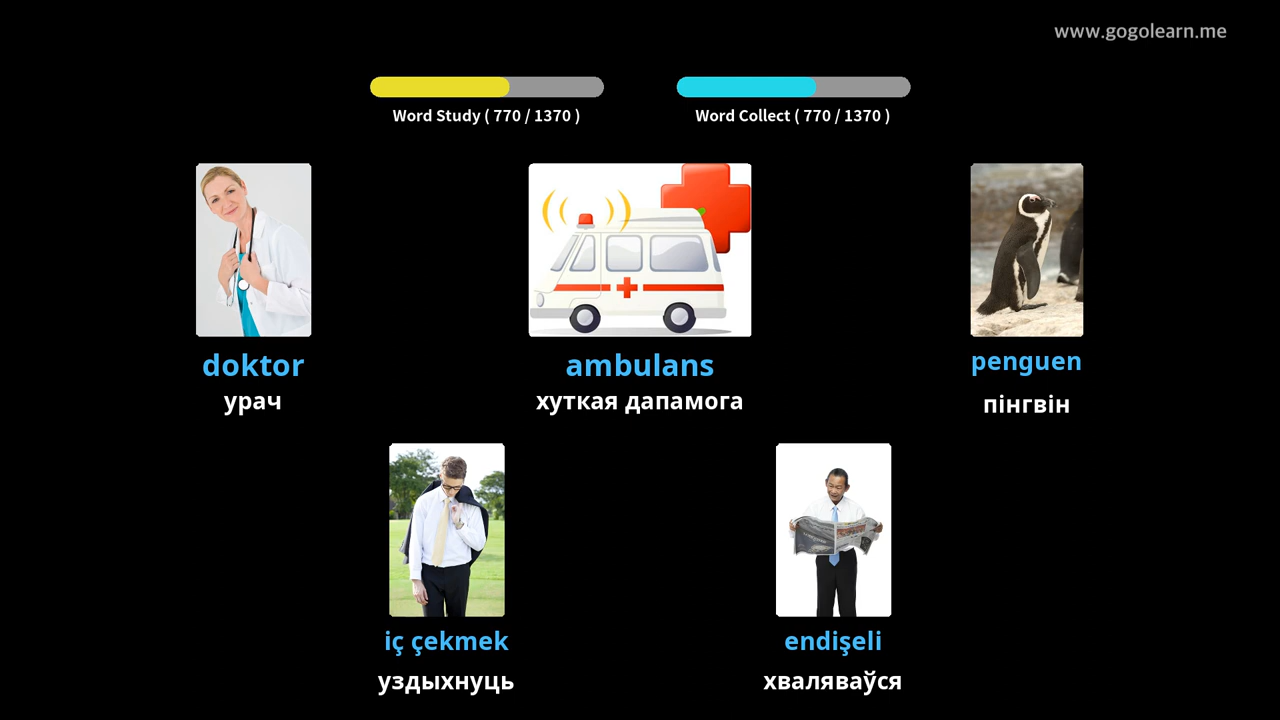 www.gogolearn.me
Word Study ( 770 / 1370 )
Word Collect ( 770 / 1370 )
doktor
урач
ambulans
хуткая дапамога
penguen
пінгвін
iç çekmek
уздыхнуць
endişeli
хваляваўся